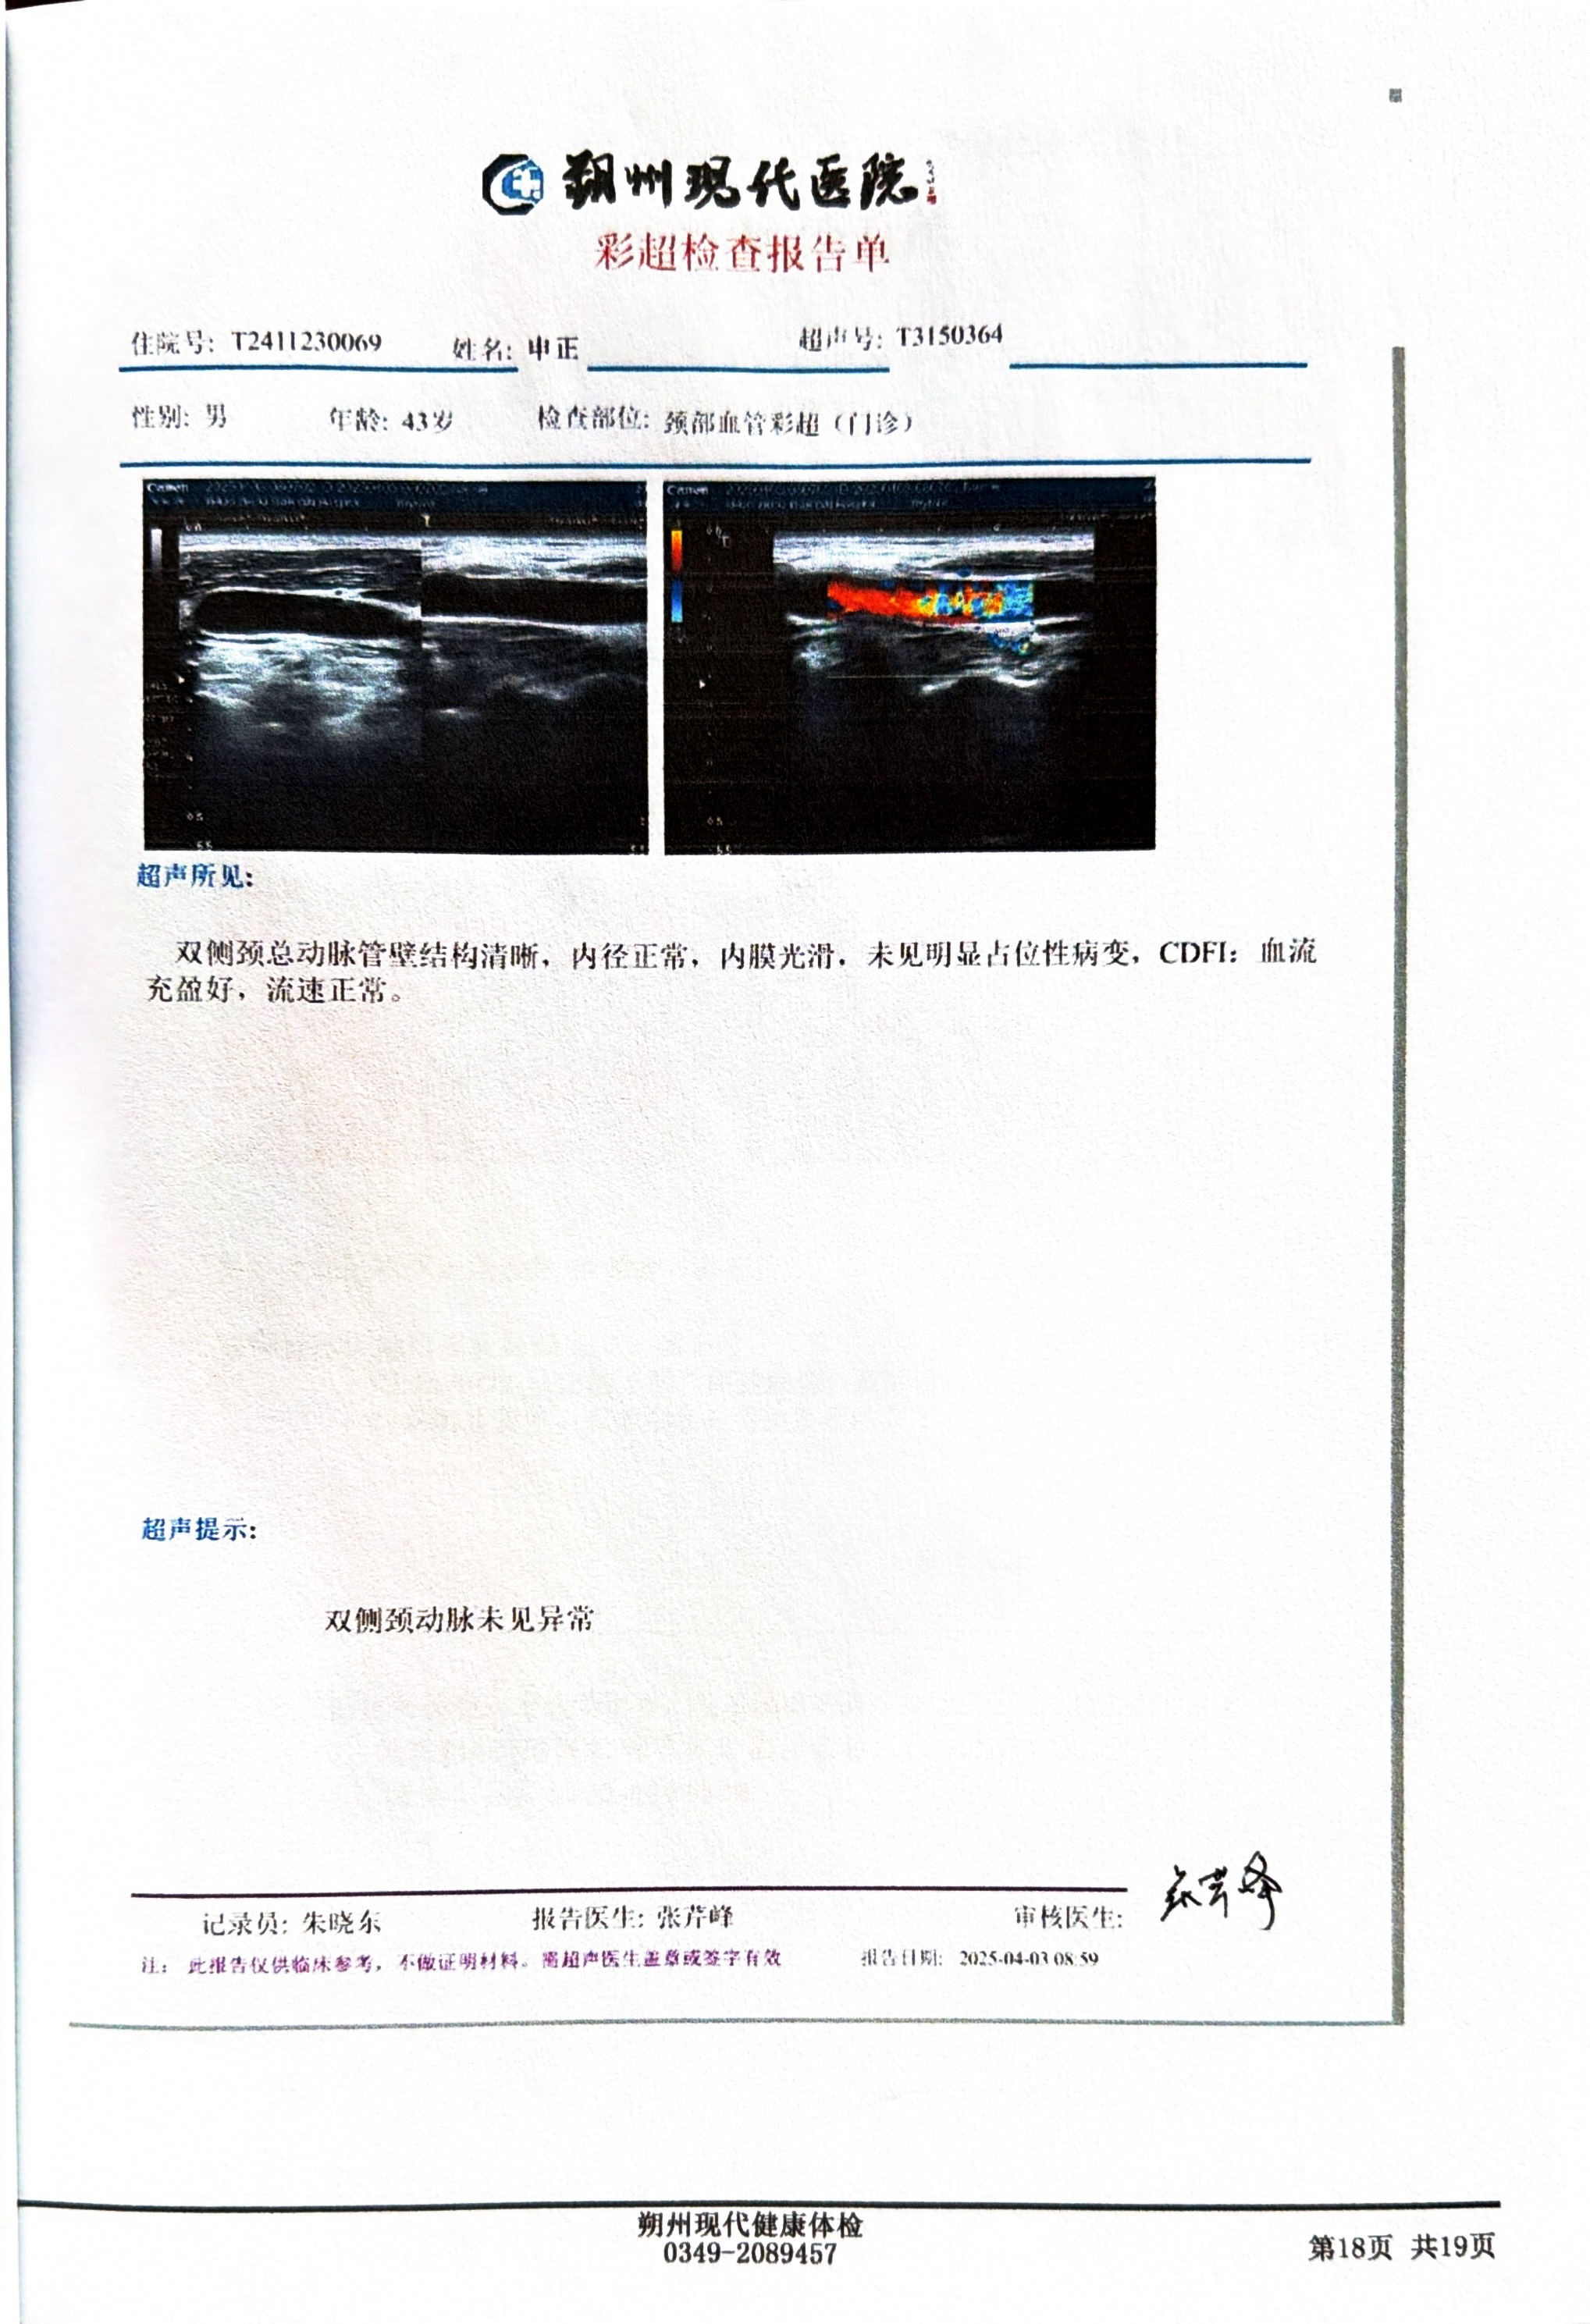 朔州现代医院
彩超检查报告单
住院号: T2411230069 姓名: 申正 超声号: T3150364
性别: 男 年龄: 43岁 检查部位: 颈部血管彩超（门诊）
超声所见:
双侧颈总动脉管壁结构清晰，内径正常，内膜光滑，未见明显占位性病变，CDFI：血流
充盈好，流速正常。
超声提示:
双侧颈动脉未见异常
记录员: 朱晓东 报告医生: 张芹峰 审核医生:
注: 此报告仅供临床参考，不做证明材料。需超声医生盖章或签字有效 报告日期: 2025-04-03 08:59
朔州现代健康体检
0349-2089457
第18页 共19页